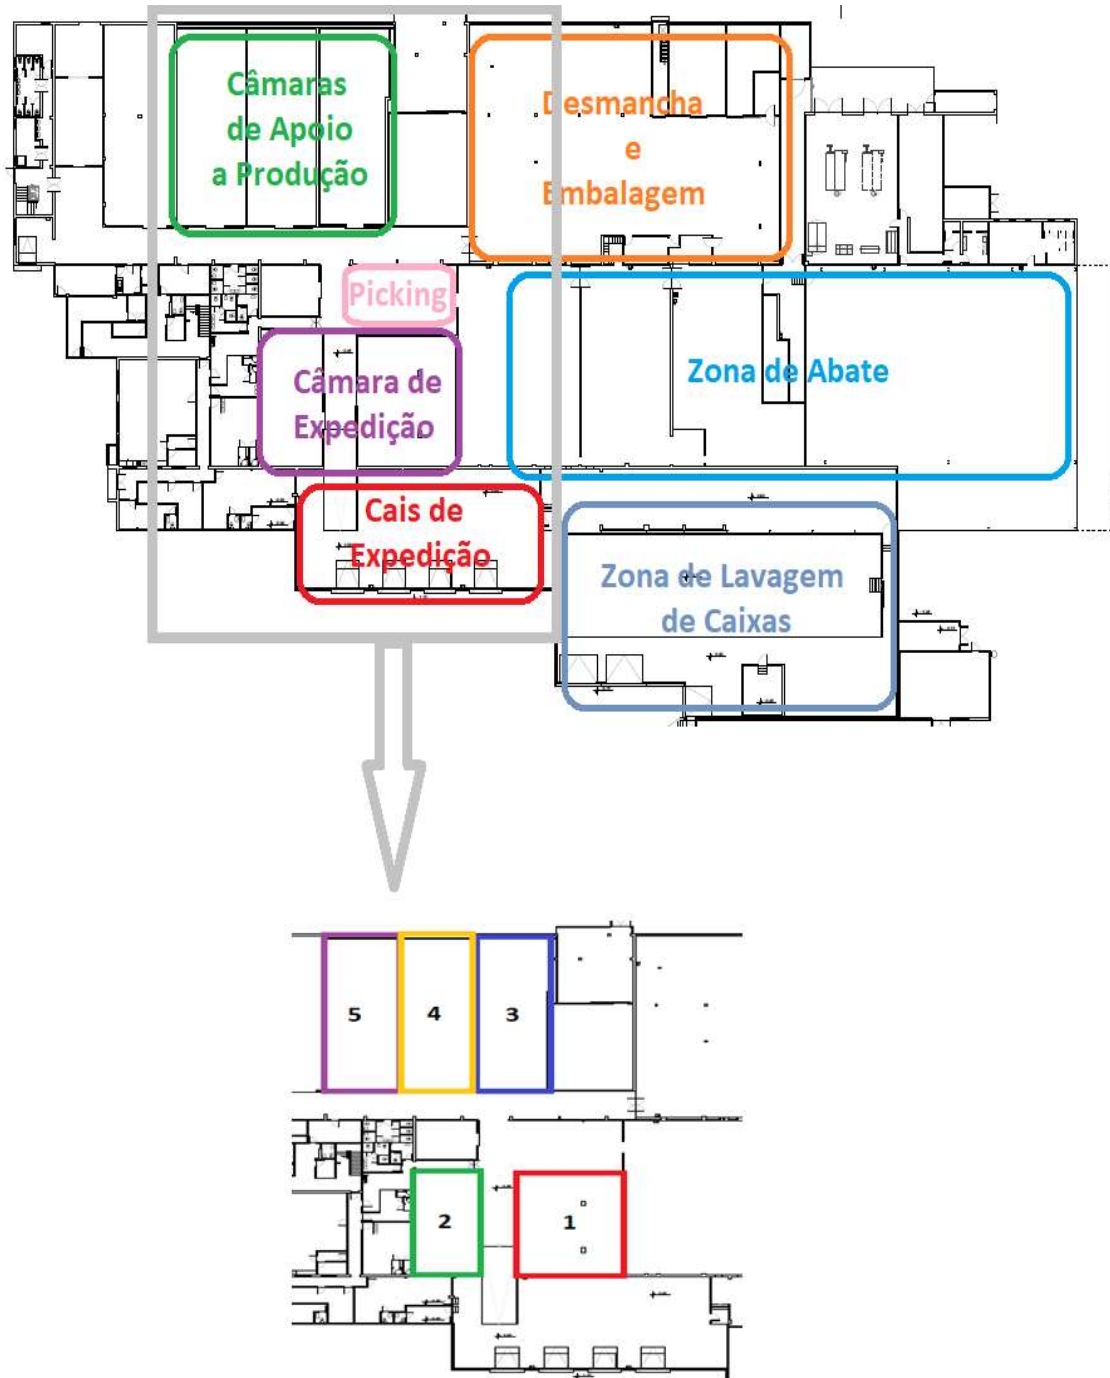 Câmaras
de Apoio
a Produção
Desmancha
e
Embalagem
Picking
Câmara de
Expedição
Zona de Abate
Cais de
Expedição
Zona de Lavagem
de Caixas
5
4
3
2
1